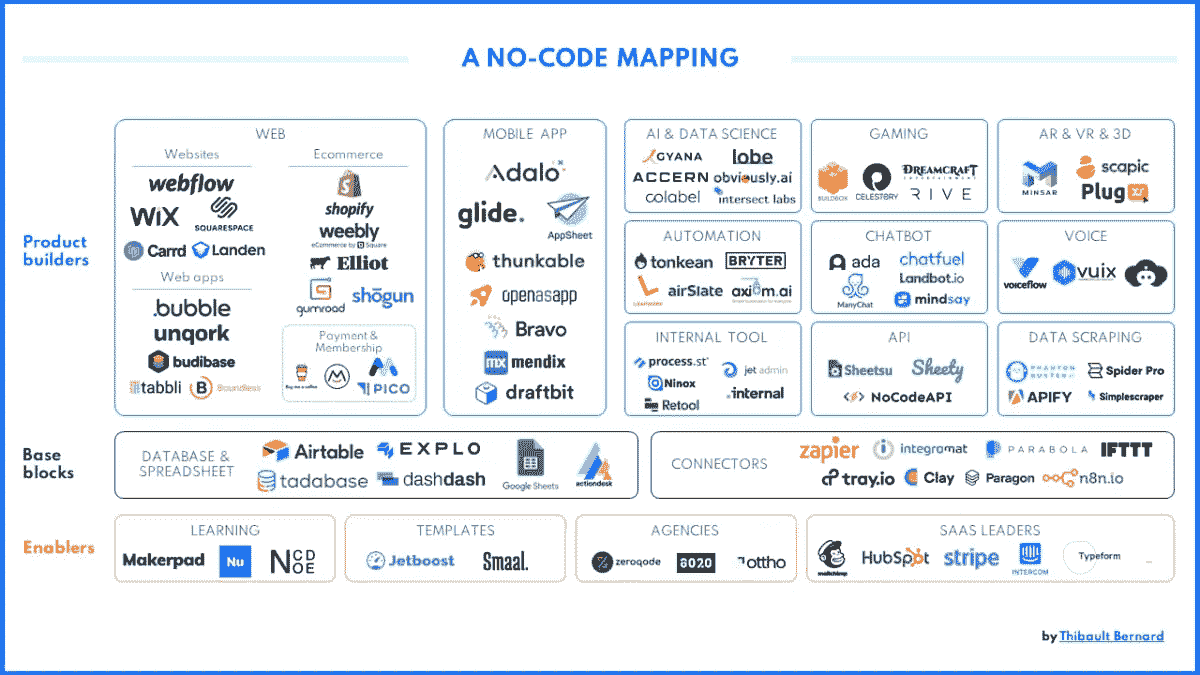 A NO-CODE MAPPING
Product
builders
WEB
Websites
webflow
WiX
SQUARESPACE
Carrd
Landen
Web apps
.bubble
unqork
budibase
tabbli
B
Ecommerce
shopify
weebly
eCommerce by Square
Elliot
gumroad
shōgun
Payment &
Membership
Buy me a coffee
M
PICO
MOBILE APP
Adalo
glide.
AppSheet
thunkable
openasapp
Bravo
mx mendix
draftbit
AI & DATA SCIENCE
GYANA
lobe
ACCERN
obviously.ai
colabel
intersect labs
GAMING
BUILDBOX
CELESTORY
DREAMCRAFT
ENTERTAINMENT
RIVE
AR & VR & 3D
MINSAR
scapic
Plug XR
AUTOMATION
tonkean
BRYTER
airSlate
axiom.ai
CHATBOT
ada
chatfuel
Landbot.io
ManyChat
mindsay
VOICE
voiceflow
vuix
INTERNAL TOOL
process.st
jet admin
Ninox
.internal
Retool
API
Sheetsu
Sheety
NoCodeAPI
DATA SCRAPING
PHANTOM
BUSTER
Spider Pro
APIFY
Simplescraper
Base
blocks
DATABASE &
SPREADSHEET
Airtable
EXPLO
tadabase
dashdash
Google Sheets
actiondesk
CONNECTORS
zapier
integromat
PARABOLA
IFTTT
tray.io
Clay
Paragon
n8n.io
Enablers
LEARNING
Makerpad
Nu
NCD
OE
TEMPLATES
Jetboost
Smaal.
AGENCIES
zeroqode
8020
ottho
SAAS LEADERS
mailchimp
HubSpot
stripe
INTERCOM
Typeform
by Thibault Bernard